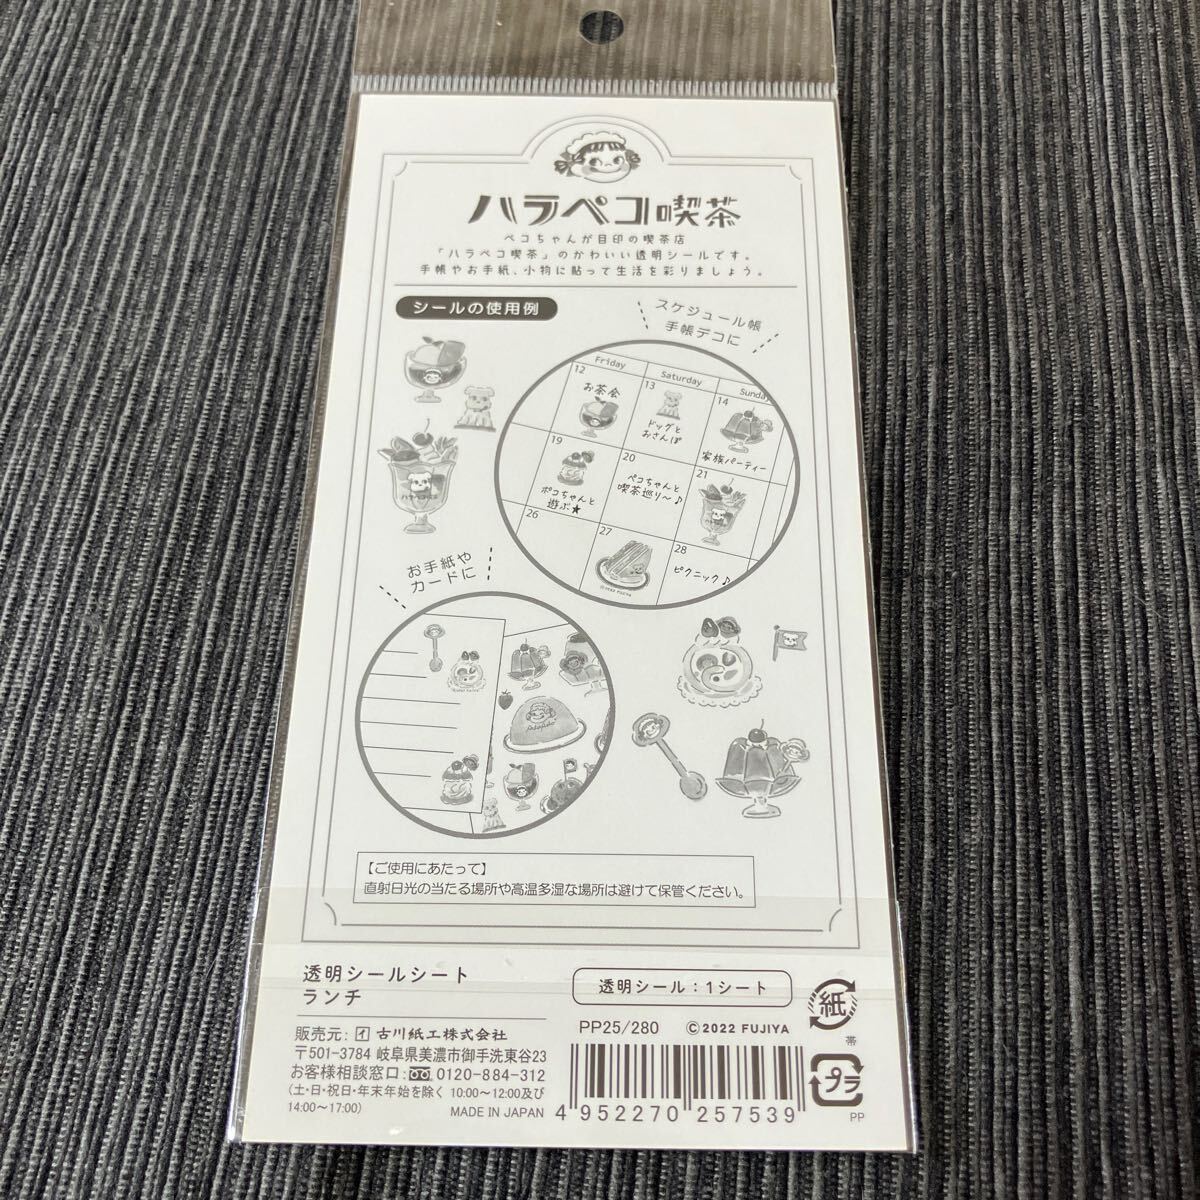 ハラペコ喫茶
ペコちゃんが目印の喫茶店
「ハラペコ喫茶」のかわいい透明シールです。
手帳やお手紙、小物に貼って生活を彩りましょう。
シールの使用例
スケジュール帳
手帳デコに
Friday
Saturday
Sunday
12
お茶会
13
ドッグと
おさんぽ
14
家族パーティー
19
ポコちゃんと
遊ぶ★
20
ペコちゃんと
喫茶巡り〜♪
21
26
27
28
ピクニック♪
ハラペコ喫茶
お手紙や
カードに
【ご使用にあたって】
直射日光の当たる場所や高温多湿な場所は避けて保管ください。
透明シールシート
ランチ
透明シール：1シート
販売元：古川紙工株式会社
〒501-3784 岐阜県美濃市御手洗東谷23
お客様相談窓口：0120-884-312
(土・日・祝日・年末年始を除く 10:00〜12:00及び
14:00〜17:00)
MADE IN JAPAN
PP25/280 ©2022 FUJIYA
4 952270 257539
紙
帯
プラ
PP